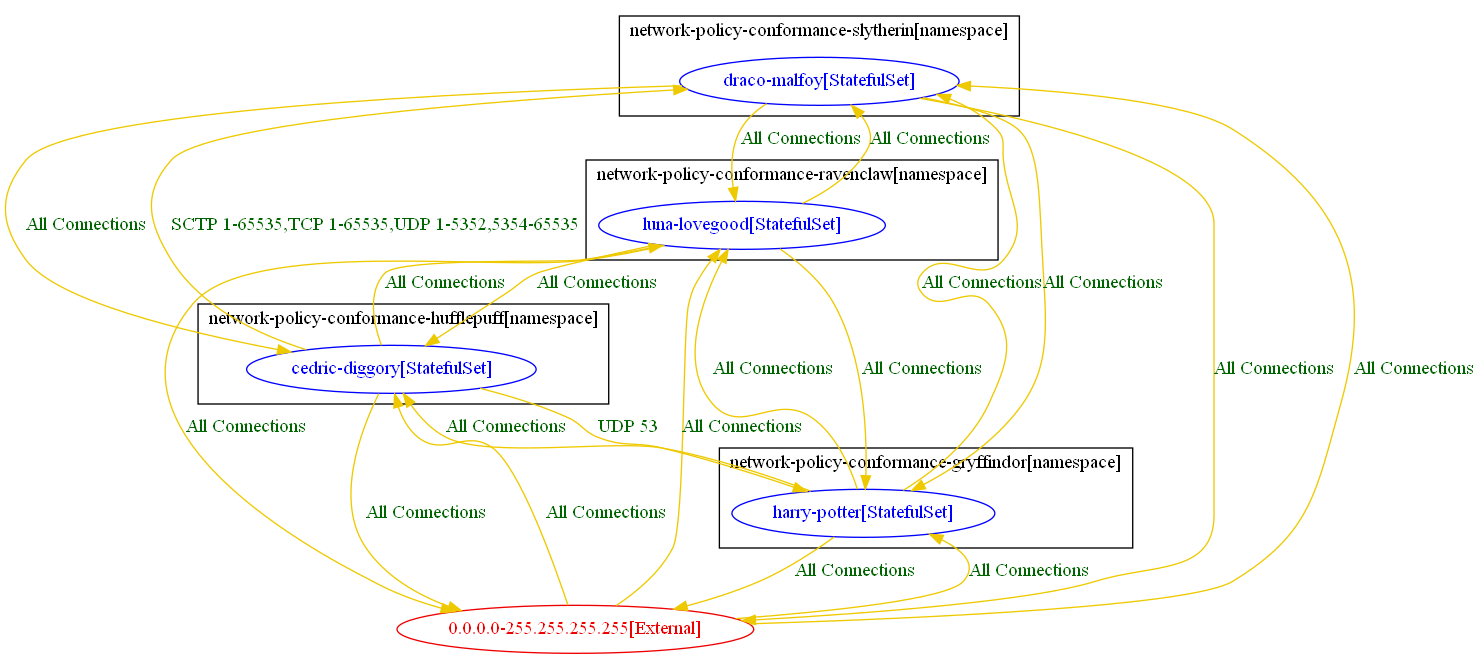 network-policy-conformance-slytherin[namespace]
draco-malfoy[StatefulSet]
All Connections
All Connections
network-policy-conformance-ravenclaw[namespace]
luna-lovegood[StatefulSet]
All Connections
SCTP 1-65535,TCP 1-65535,UDP 1-5352,5354-65535
All Connections
All Connections
All Connections
All Connections
network-policy-conformance-hufflepuff[namespace]
cedric-diggory[StatefulSet]
All Connections
All Connections
All Connections
All Connections
All Connections
All Connections
UDP 53
All Connections
network-policy-conformance-gryffindor[namespace]
harry-potter[StatefulSet]
All Connections
All Connections
All Connections
All Connections
0.0.0.0-255.255.255.255[External]